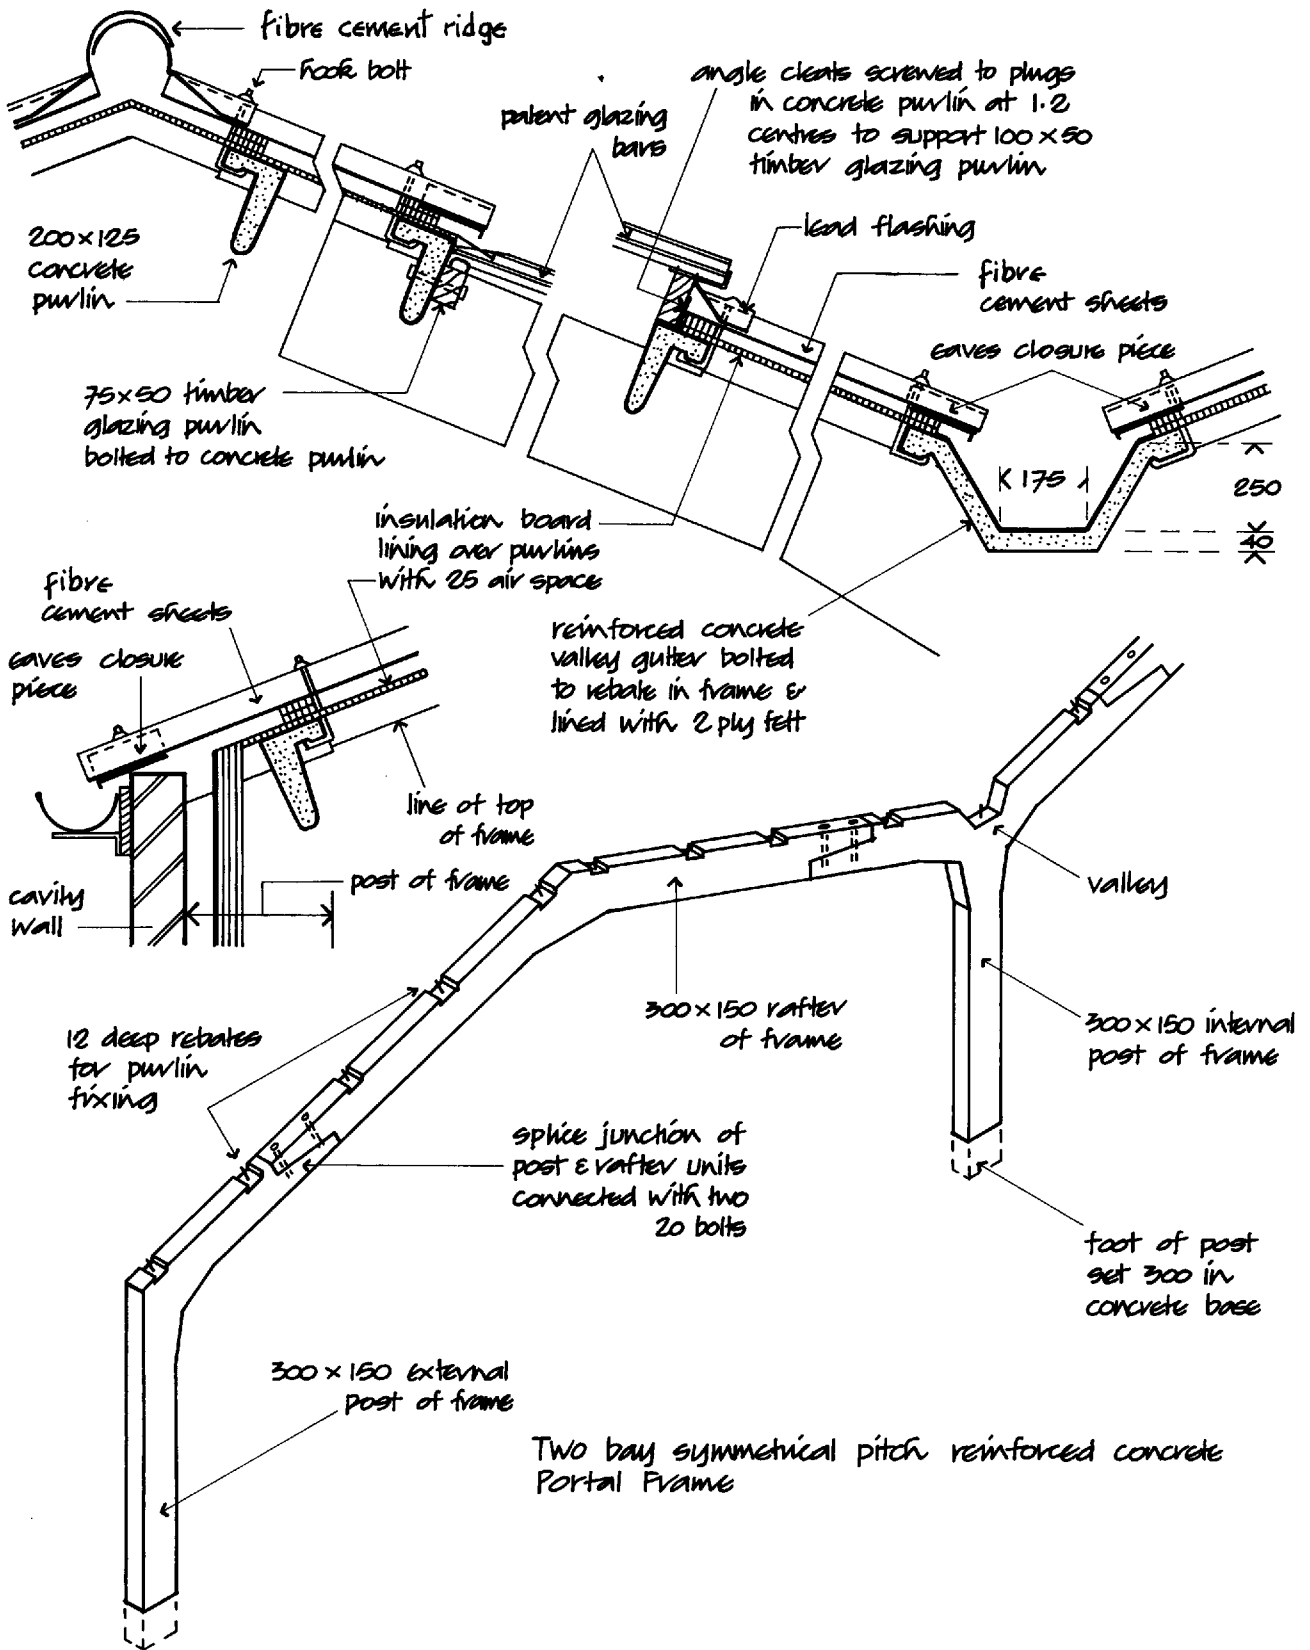 fibre cement ridge
hook bolt
patent glazing
bars
angle cleats screwed to plugs
in concrete purlin at 1.2
centres to support 100 × 50
timber glazing purlin
200 × 125
concrete
purlin
lead flashing
fibre
cement sheets
eaves closure piece
75 × 50 timber
glazing purlin
bolted to concrete purlin
175
250
40
insulation board
lining over purlins
with 25 air space
fibre
cement sheets
eaves closure
piece
reinforced concrete
valley gutter bolted
to rebate in frame &
lined with 2 ply felt
line of top
of frame
post of frame
cavity
wall
valley
12 deep rebates
for purlin
fixing
300 × 150 rafter
of frame
300 × 150 internal
post of frame
splice junction of
post & rafter units
connected with two
20 bolts
foot of post
set 300 in
concrete base
300 × 150 external
post of frame
Two bay symmetrical pitch reinforced concrete
Portal Frame